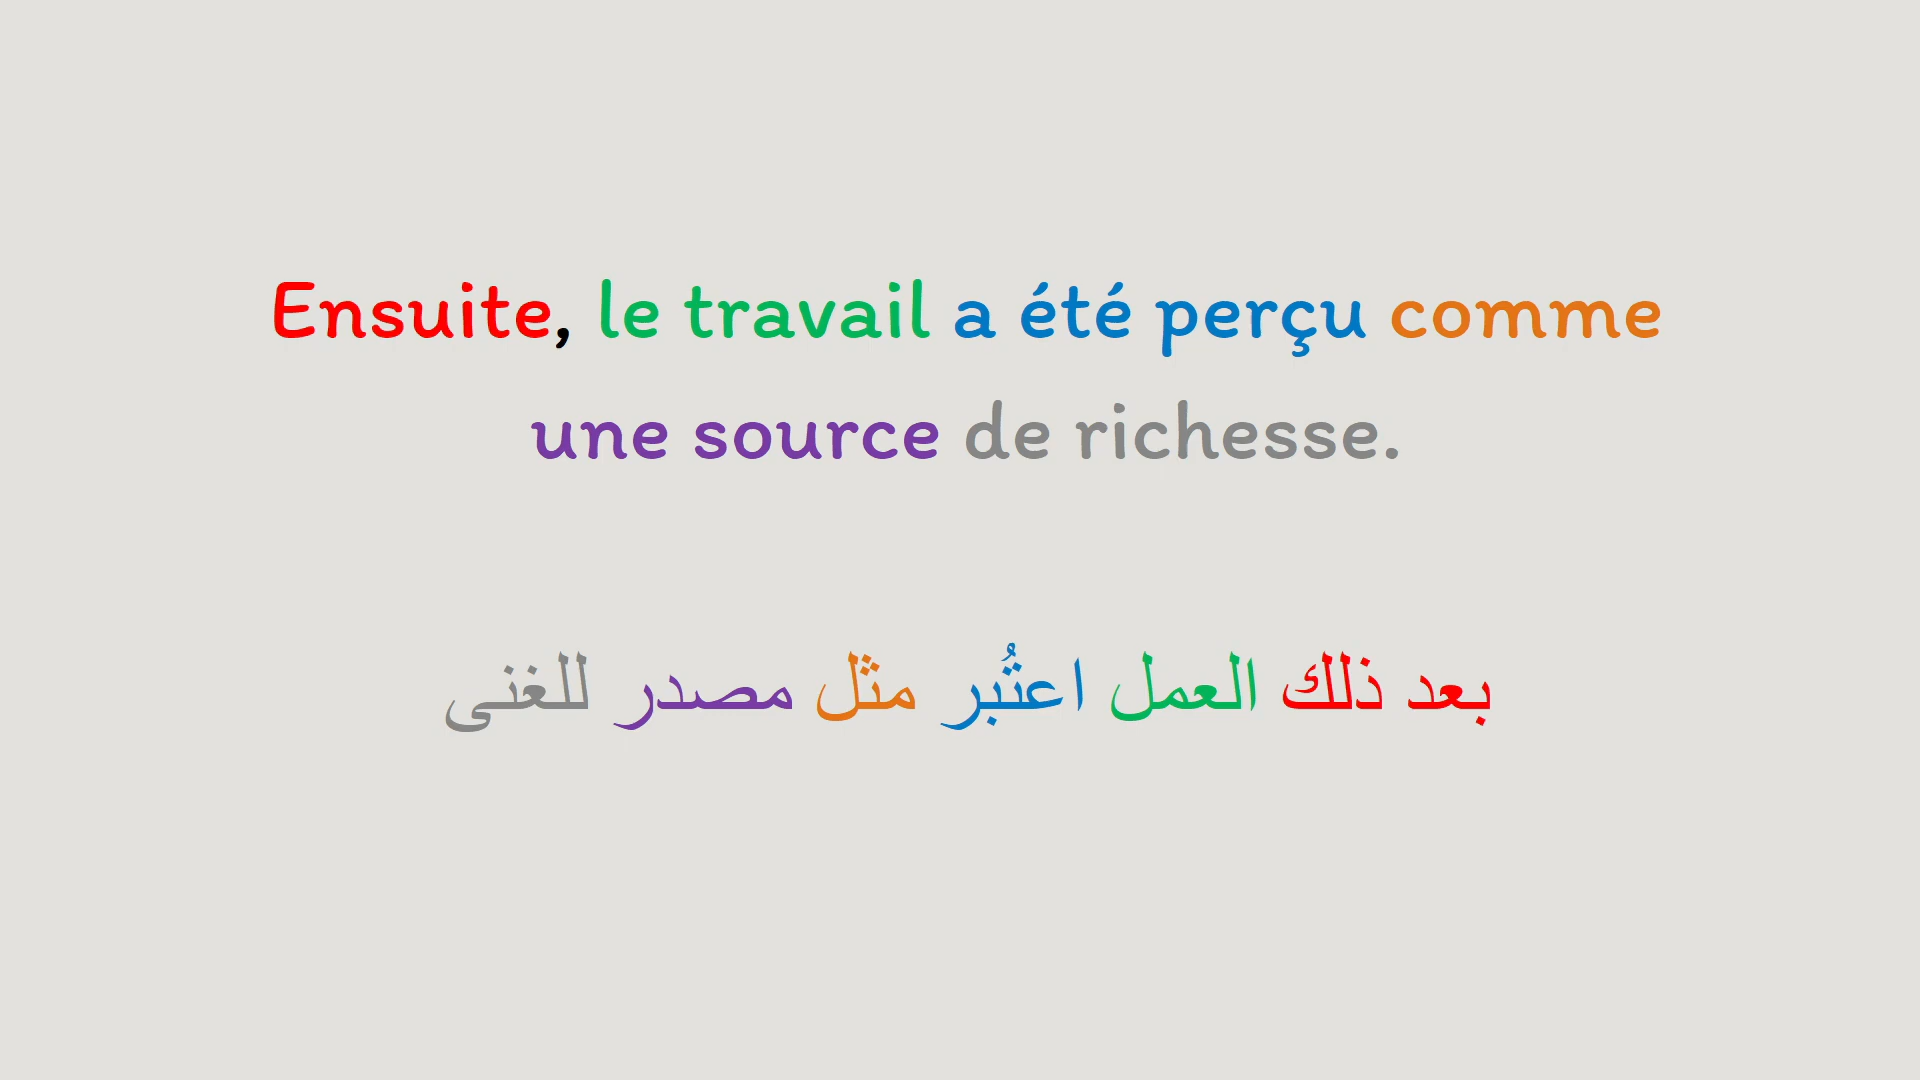 Ensuite, le travail a été perçu comme
une source de richesse.
بعد ذلك العمل اعتُبر مثل مصدر للغنى